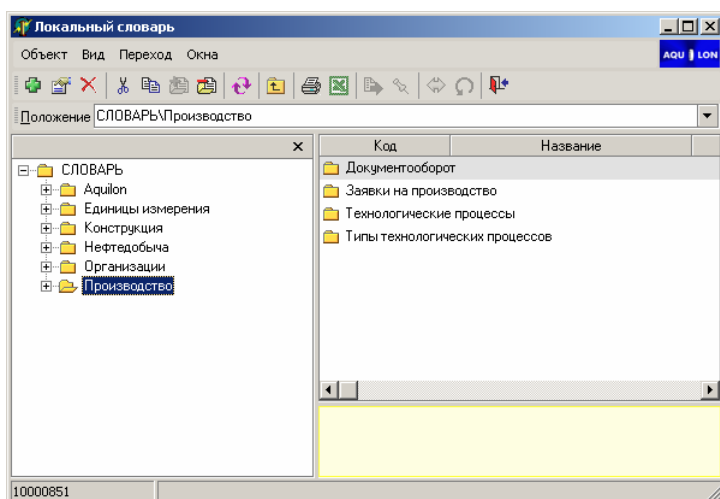 Локальный словарь
Объект Вид Переход Окна
AQU LON
Положение СЛОВАРЬ\Производство
Код Название
СЛОВАРЬ
Aquilon
Единицы измерения
Конструкция
Нефтедобыча
Организации
Производство
Документооборот
Заявки на производство
Технологические процессы
Типы технологических процессов
10000851